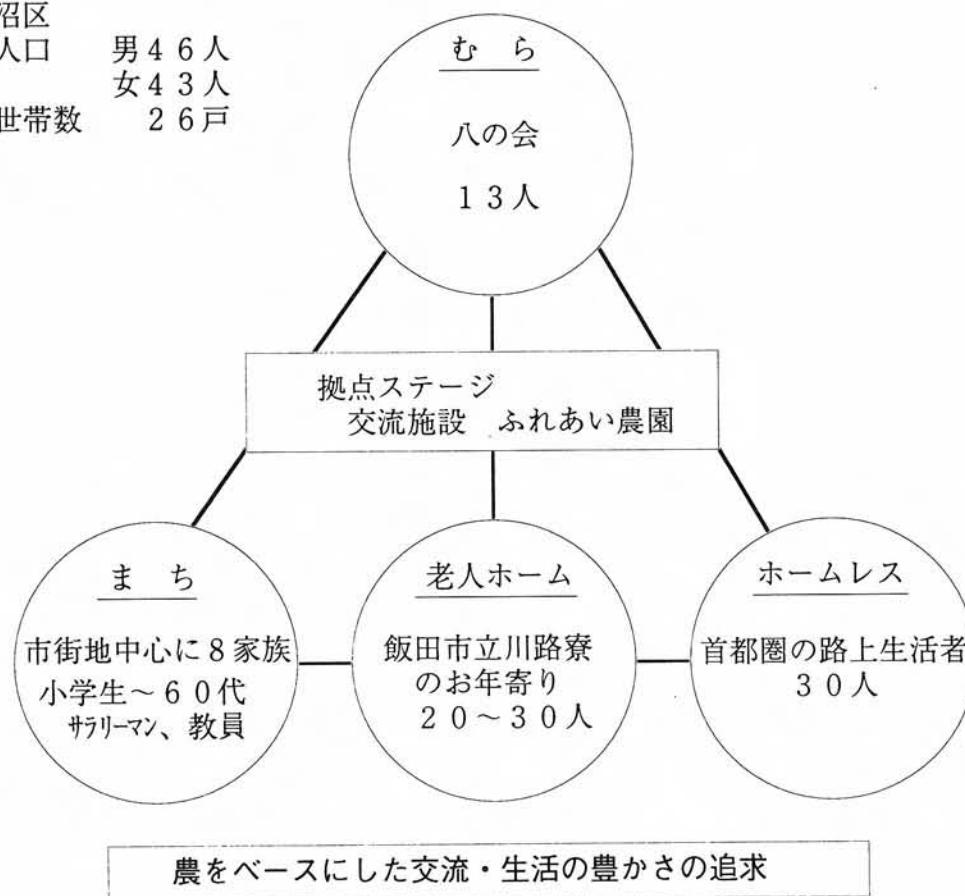 沼区
人口 男46人
女43人
世帯数 26戸
むら
八の会
13人
拠点ステージ
交流施設 ふれあい農園
まち
市街地中心に8家族
小学生～60代
サラリーマン、教員
老人ホーム
飯田市立川路寮
のお年寄り
20～30人
ホームレス
首都圏の路上生活者
30人
農をベースにした交流・生活の豊かさの追求